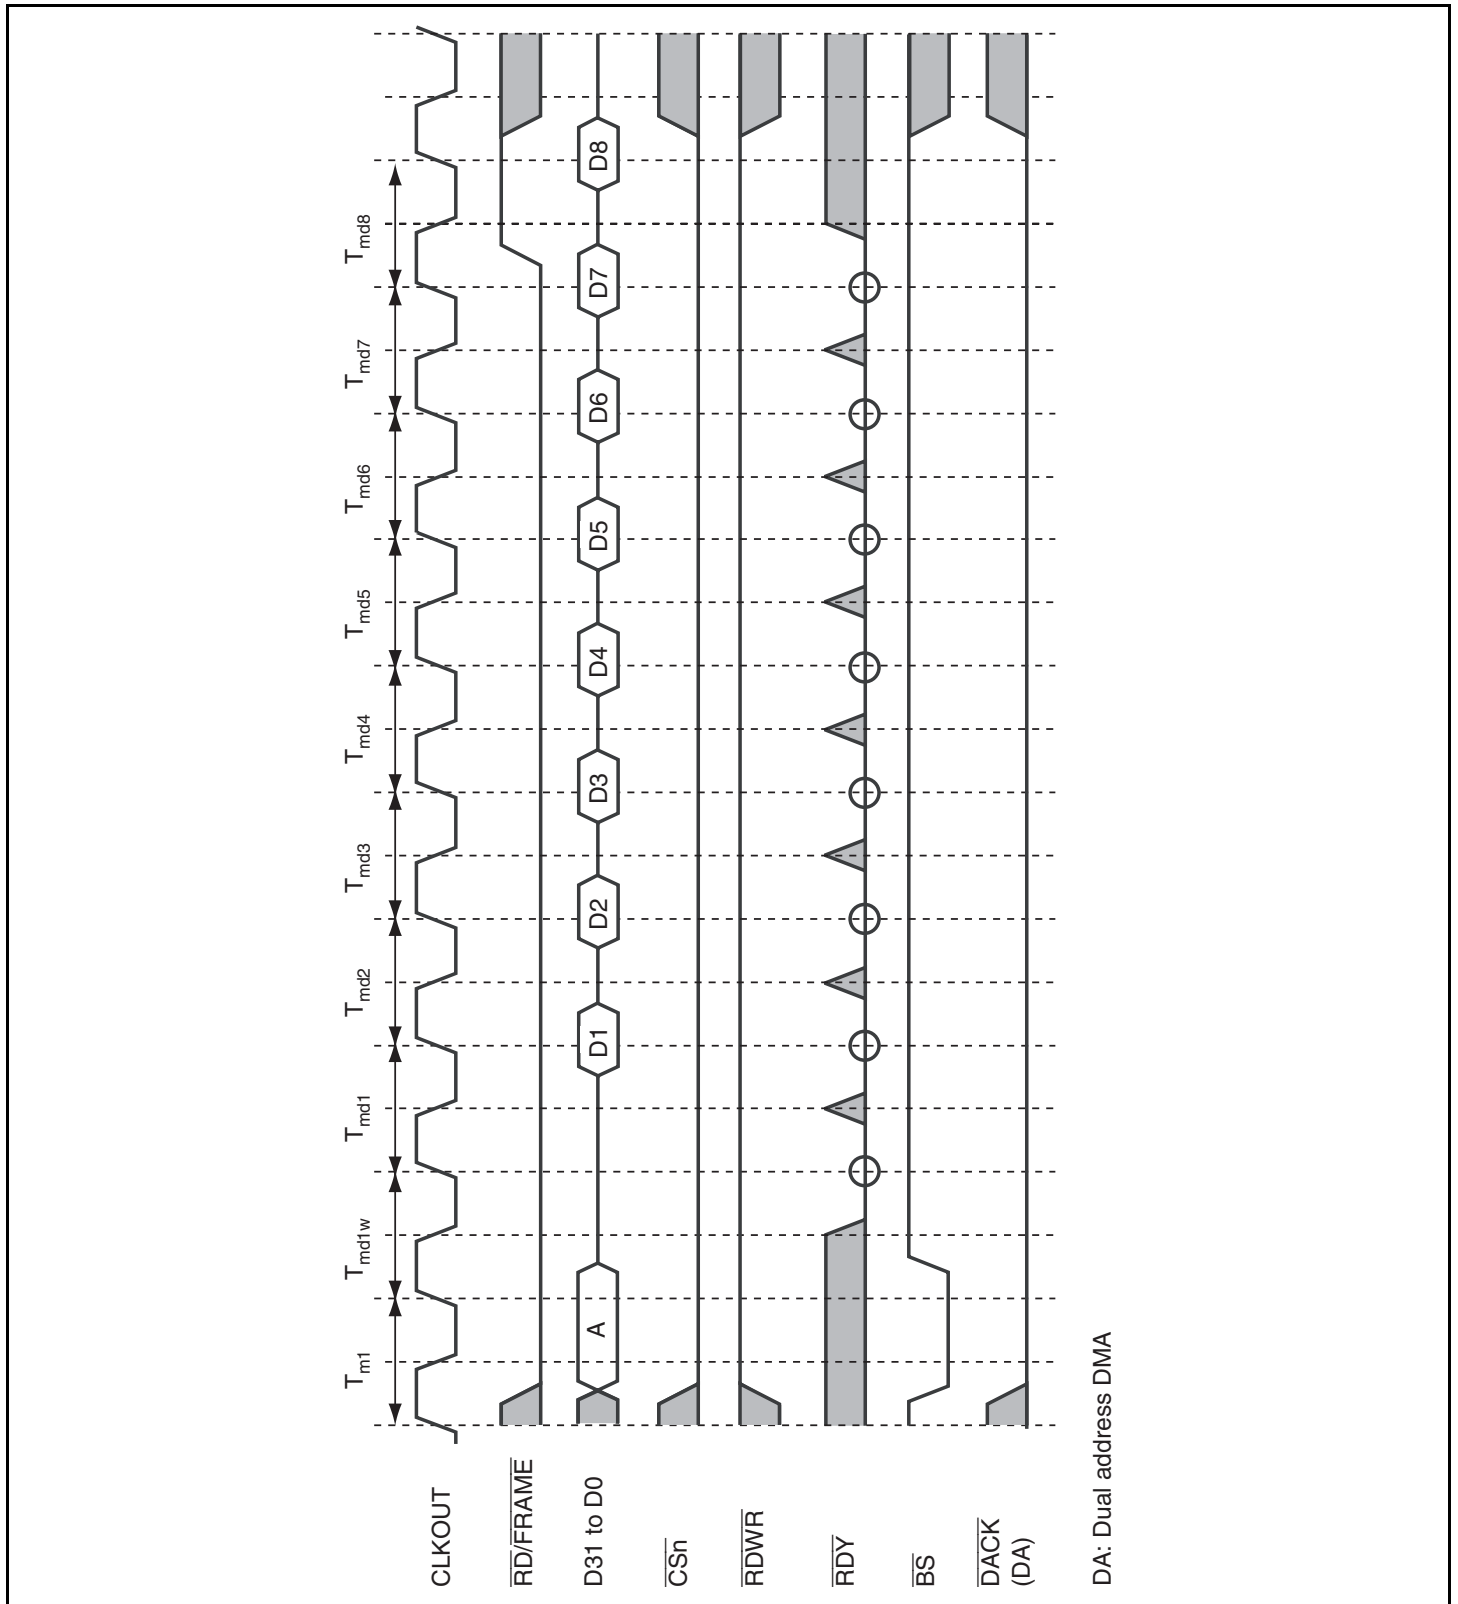 Tm1 Tmd1w Tmd1 Tmd2 Tmd3 Tmd4 Tmd5 Tmd6 Tmd7 Tmd8
CLKOUT
RD/FRAME
D31 to D0 A D1 D2 D3 D4 D5 D6 D7 D8
CSn
RDWR
RDY
BS
DACK
(DA)
DA: Dual address DMA